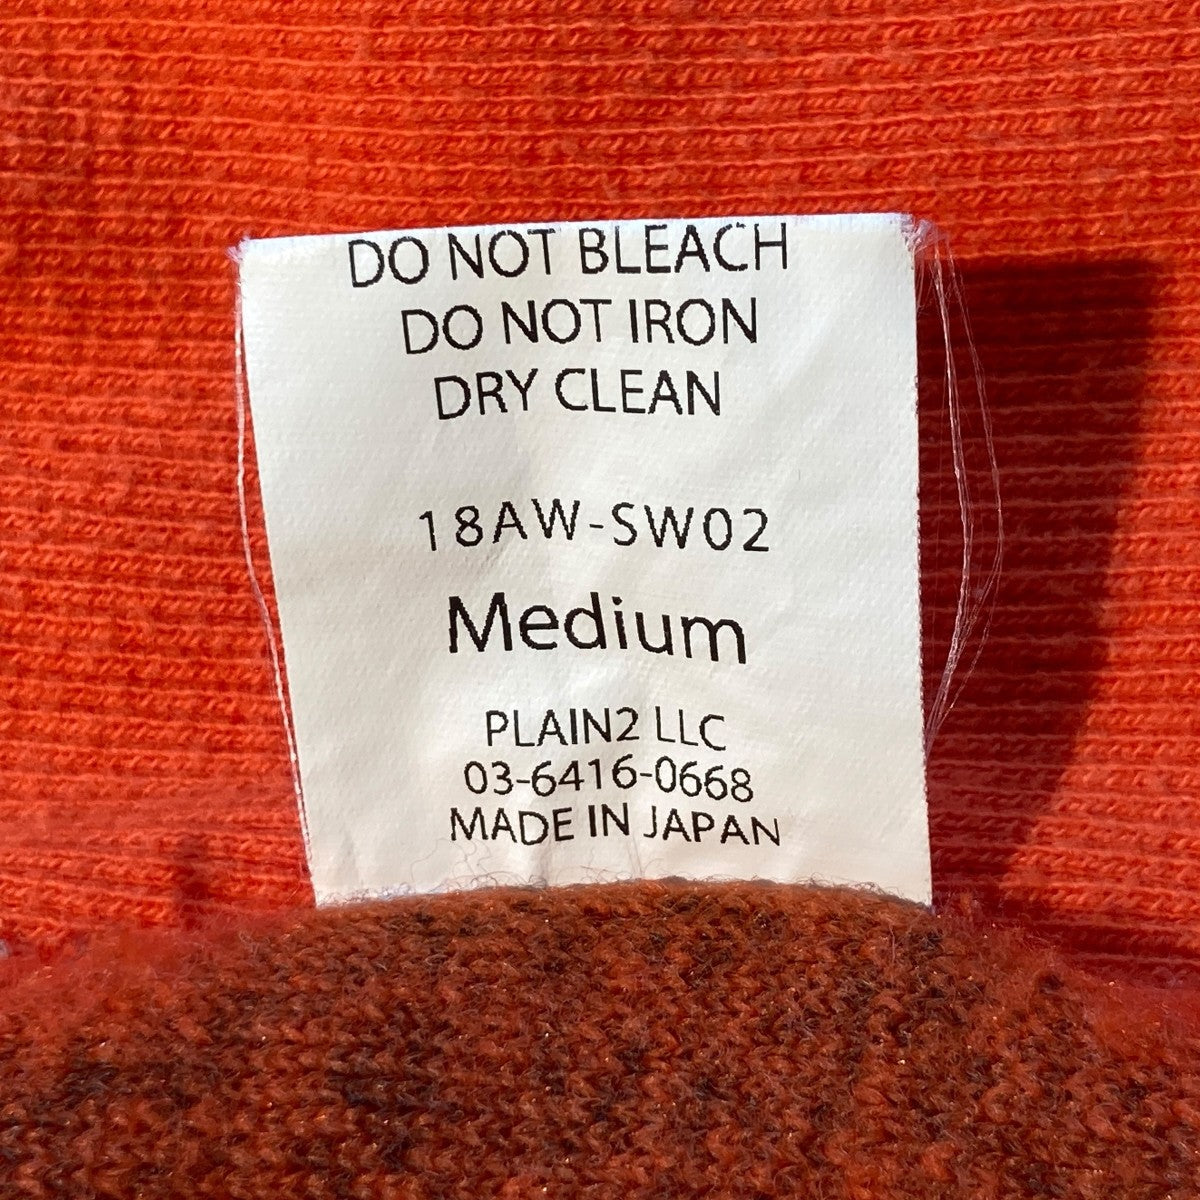 DO NOT BLEACH
DO NOT IRON
DRY CLEAN
18AW-SW02
Medium
PLAIN2 LLC
03-6416-0668
MADE IN JAPAN